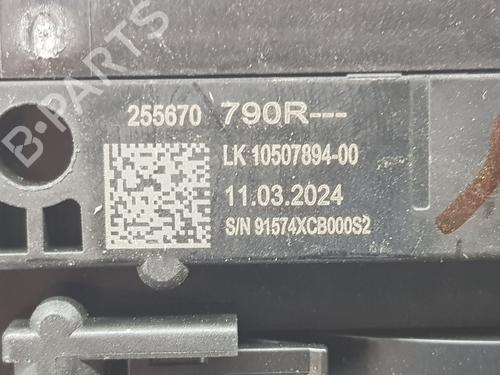 B-PARTS
255670 790R---
LK 10507894-00
11.03.2024
S/N 91574XCB000S2